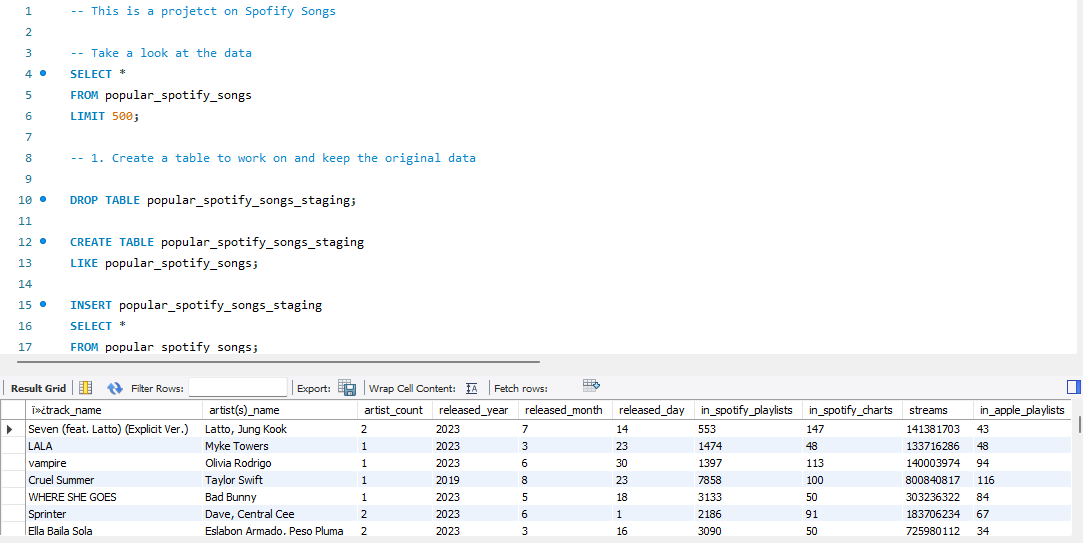 1 -- This is a projetct on Spofify Songs
2
3 -- Take a look at the data
4 SELECT *
5 FROM popular_spotify_songs
6 LIMIT 500;
7
8 -- 1. Create a table to work on and keep the original data
9
10 DROP TABLE popular_spotify_songs_staging;
11
12 CREATE TABLE popular_spotify_songs_staging
13 LIKE popular_spotify_songs;
14
15 INSERT popular_spotify_songs_staging
16 SELECT *
17 FROM popular_spotify_songs;
Result Grid Filter Rows: Export: Wrap Cell Content: IA Fetch rows:
ï»¿track_name artist(s)_name artist_count released_year released_month released_day in_spotify_playlists in_spotify_charts streams in_apple_playlists
Seven (feat. Latto) (Explicit Ver.) Latto, Jung Kook 2 2023 7 14 553 147 141381703 43
LALA Myke Towers 1 2023 3 23 1474 48 133716286 48
vampire Olivia Rodrigo 1 2023 6 30 1397 113 140003974 94
Cruel Summer Taylor Swift 1 2019 8 23 7858 100 800840817 116
WHERE SHE GOES Bad Bunny 1 2023 5 18 3133 50 303236322 84
Sprinter Dave, Central Cee 2 2023 6 1 2186 91 183706234 67
Ella Baila Sola Eslabon Armado, Peso Pluma 2 2023 3 16 3090 50 725980112 34